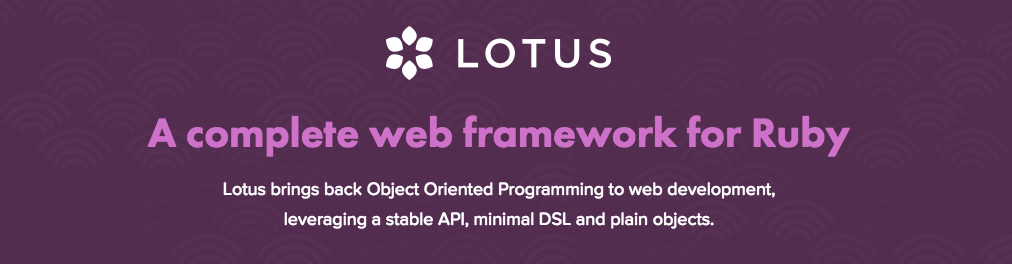 LOTUS
A complete web framework for Ruby
Lotus brings back Object Oriented Programming to web development,
leveraging a stable API, minimal DSL and plain objects.